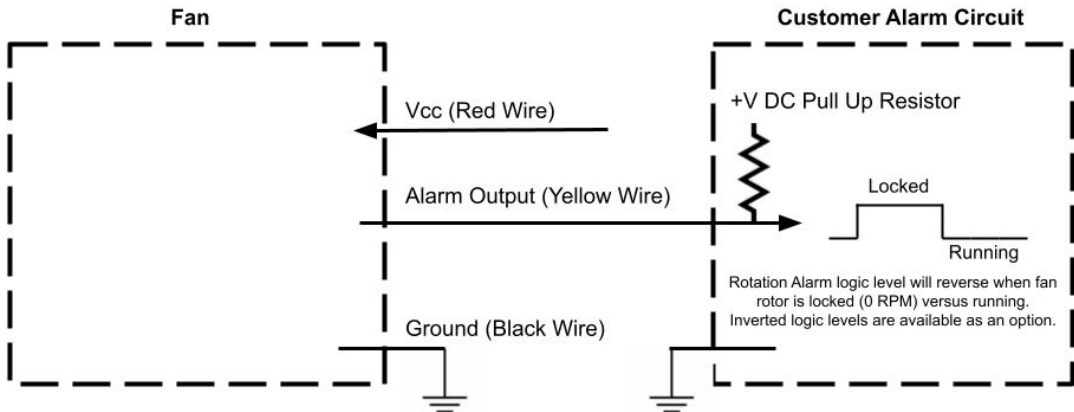 Fan
Customer Alarm Circuit
Vcc (Red Wire)
+V DC Pull Up Resistor
Alarm Output (Yellow Wire)
Locked
Running
Rotation Alarm logic level will reverse when fan
rotor is locked (0 RPM) versus running.
Inverted logic levels are available as an option.
Ground (Black Wire)